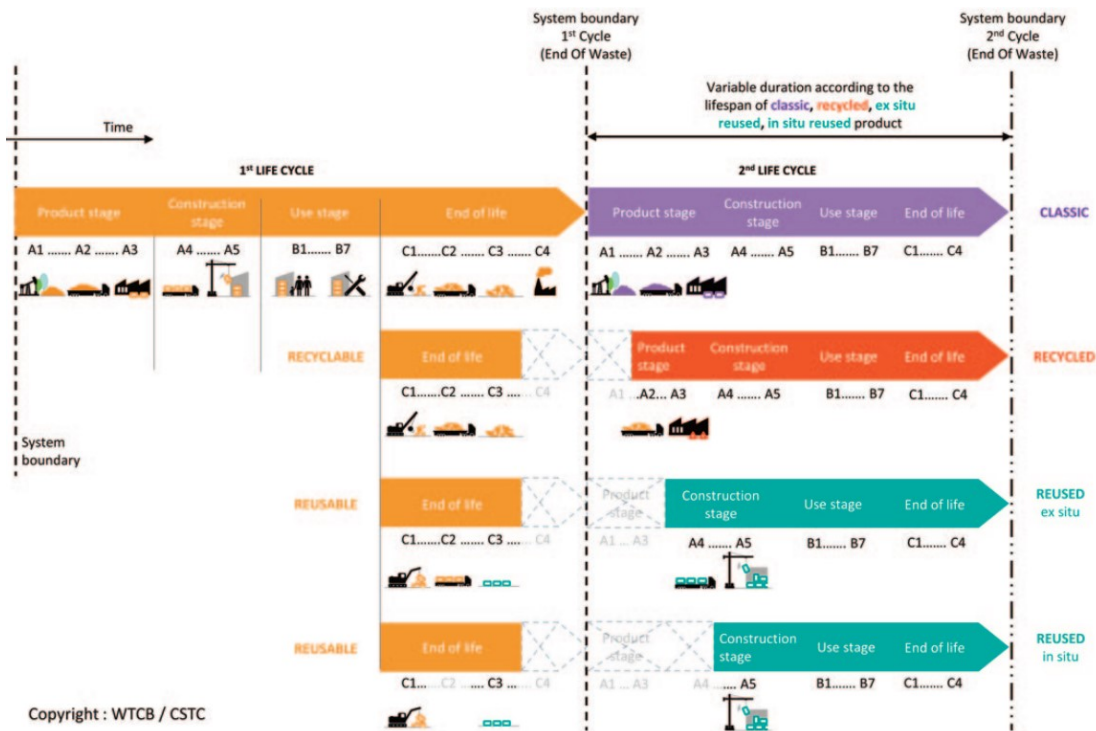 System boundary
1st Cycle
(End Of Waste)
System boundary
2nd Cycle
(End Of Waste)
Variable duration according to the
lifespan of classic, recycled, ex situ
reused, in situ reused product
Time
1st LIFE CYCLE
2nd LIFE CYCLE
Product stage
Construction
stage
Use stage
End of life
Product stage
Construction
stage
Use stage
End of life
CLASSIC
A1 ....... A2 ....... A3
A4 ....... A5
B1....... B7
C1.......C2 ....... C3 ....... C4
A1 ....... A2 ....... A3
A4 ....... A5
B1....... B7
C1....... C4
RECYCLABLE
End of life
Product
stage
Construction
stage
Use stage
End of life
RECYCLED
C1.......C2 ....... C3 ....... C4
A1 ....A2... A3
A4 ....... A5
B1....... B7
C1....... C4
System
boundary
REUSABLE
End of life
Product
stage
Construction
stage
Use stage
End of life
REUSED
ex situ
C1.......C2 ....... C3 ....... C4
A1 ... A3
A4 ....... A5
B1....... B7
C1....... C4
REUSABLE
End of life
Product
stage
Construction
stage
Use stage
End of life
REUSED
in situ
C1.......C2 ....... C3 ....... C4
A1 ... A3
A4 ....... A5
B1....... B7
C1....... C4
Copyright : WTCB / CSTC